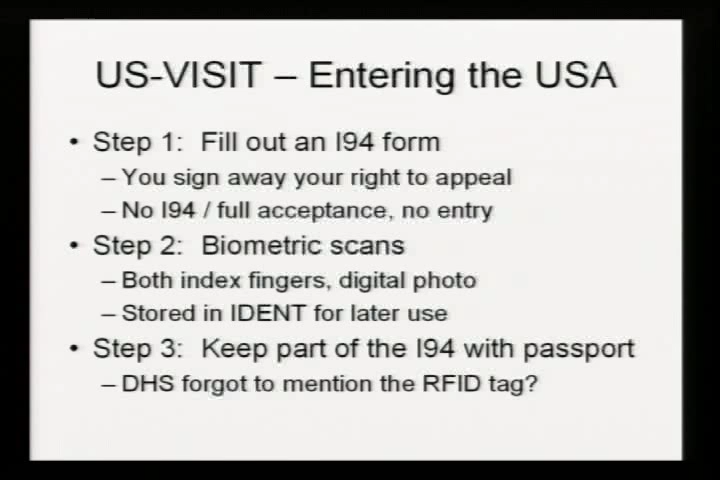 US-VISIT – Entering the USA
• Step 1: Fill out an I94 form
– You sign away your right to appeal
– No I94 / full acceptance, no entry
• Step 2: Biometric scans
– Both index fingers, digital photo
– Stored in IDENT for later use
• Step 3: Keep part of the I94 with passport
– DHS forgot to mention the RFID tag?